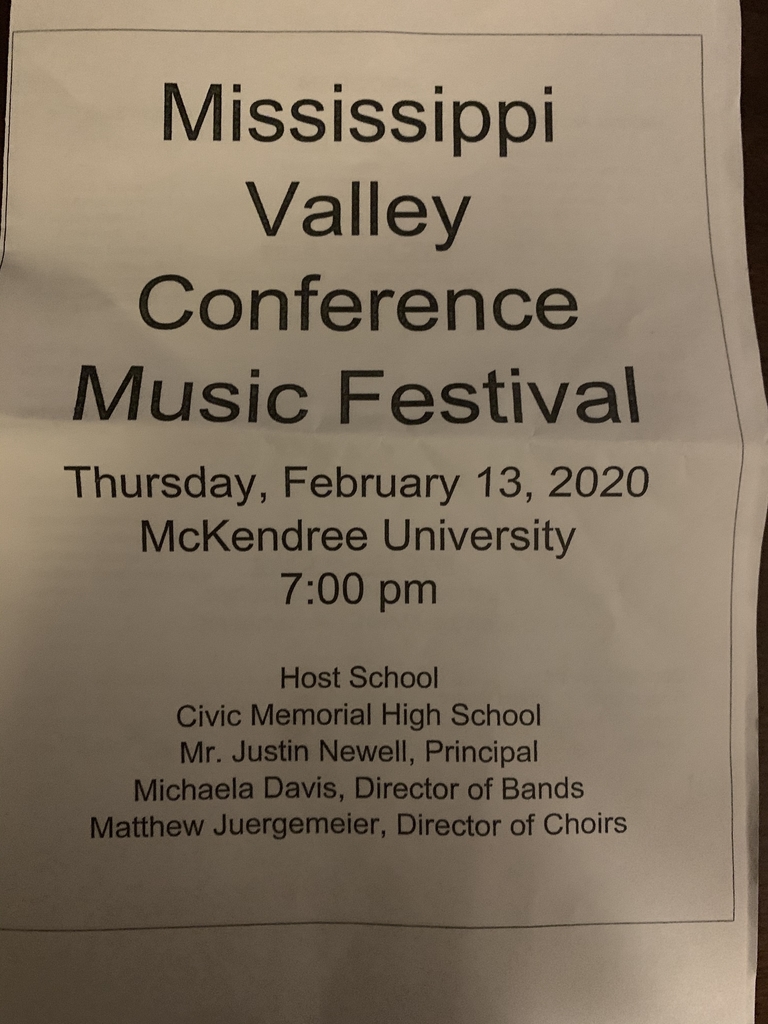 Mississippi
Valley
Conference
Music Festival
Thursday, February 13, 2020
McKendree University
7:00 pm
Host School
Civic Memorial High School
Mr. Justin Newell, Principal
Michaela Davis, Director of Bands
Matthew Juergemeier, Director of Choirs